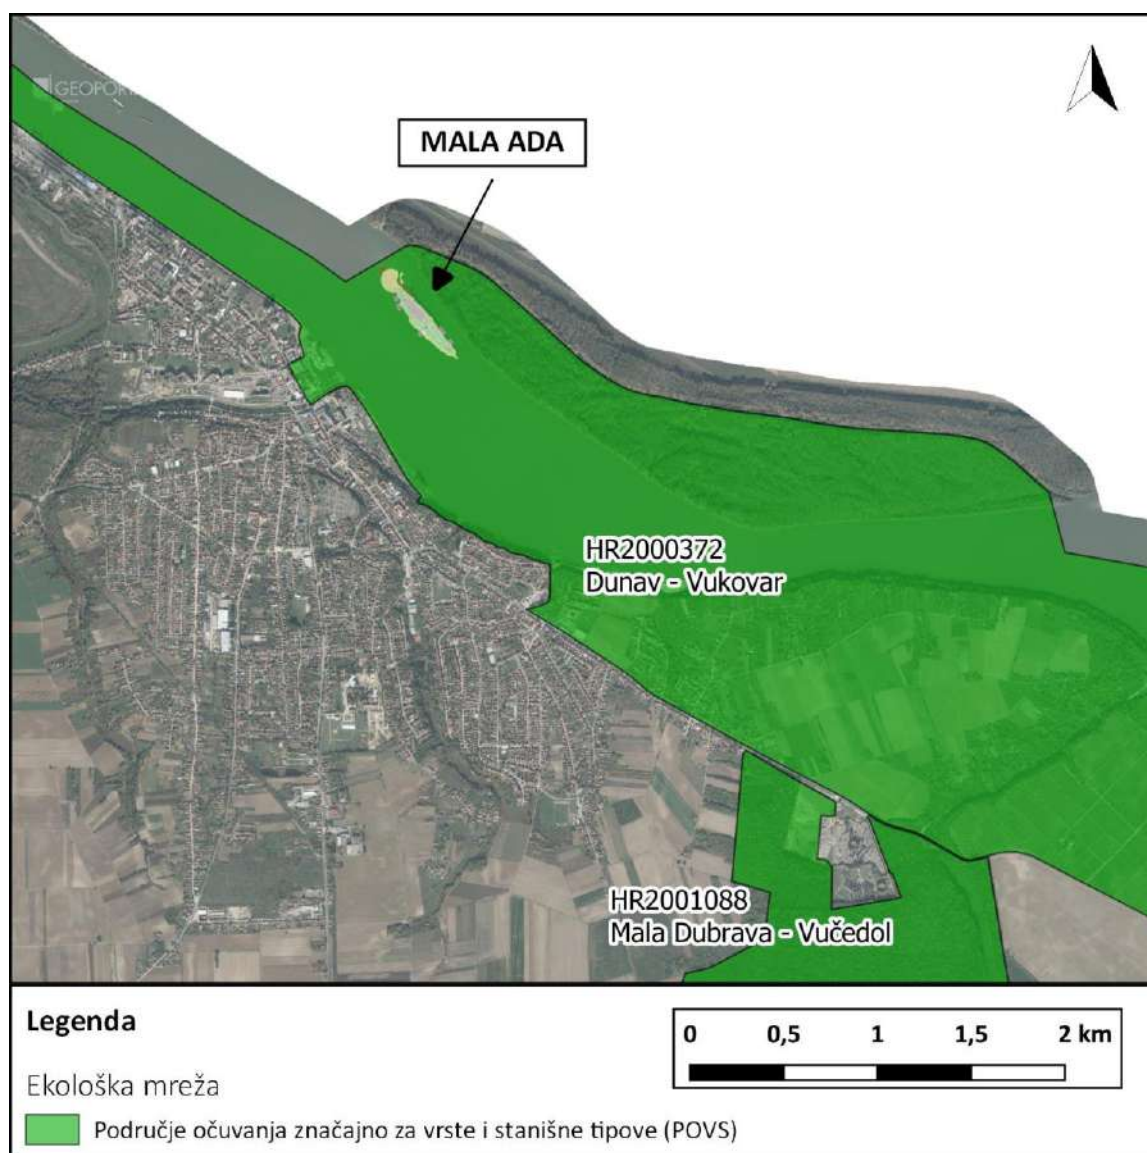 MALA ADA
HR2000372
Dunav - Vukovar
HR2001088
Mala Dubrava - Vučedol
Legenda
0 0,5 1 1,5 2 km
Ekološka mreža
Područje očuvanja značajno za vrste i stanišne tipove (POVS)